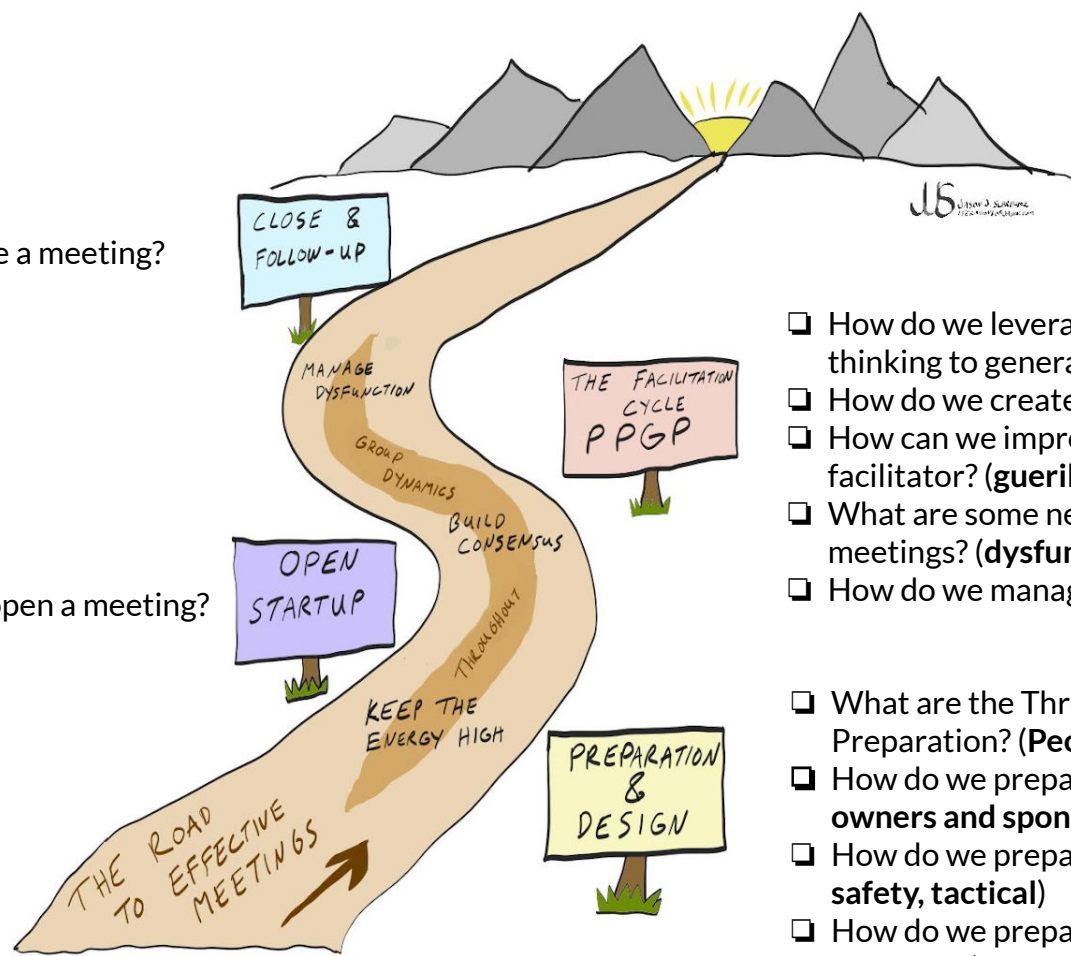 CLOSE &
FOLLOW-UP
e a meeting?
MANAGE
DYSFUNCTION
GROUP
DYNAMICS
BUILD
CONSENSUS
THE FACILITATION
CYCLE
PPGP
❏ How do we levera
thinking to genera
❏ How do we create
❏ How can we impro
facilitator? (gueril
❏ What are some ne
meetings? (dysfun
❏ How do we manag
OPEN
STARTUP
open a meeting?
THROUGHOUT
KEEP THE
ENERGY HIGH
PREPARATION
&
DESIGN
❏ What are the Thr
Preparation? (Peo
❏ How do we prepa
owners and spon
❏ How do we prepa
safety, tactical)
❏ How do we prepa
THE ROAD
TO EFFECTIVE
MEETINGS